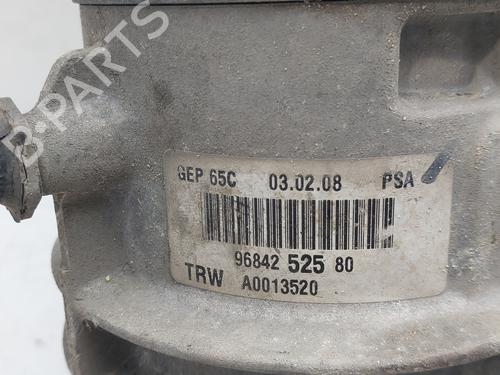 B-PARTS
GEP 65C 03.02.08 PSA
96842 525 80
TRW A0013520